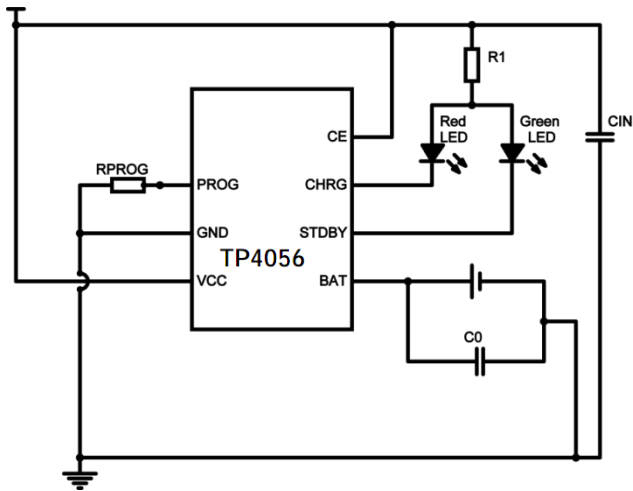 R1
Red
LED
Green
LED
CIN
CE
RPROG
PROG
CHRG
GND
STDBY
TP4056
VCC
BAT
C0